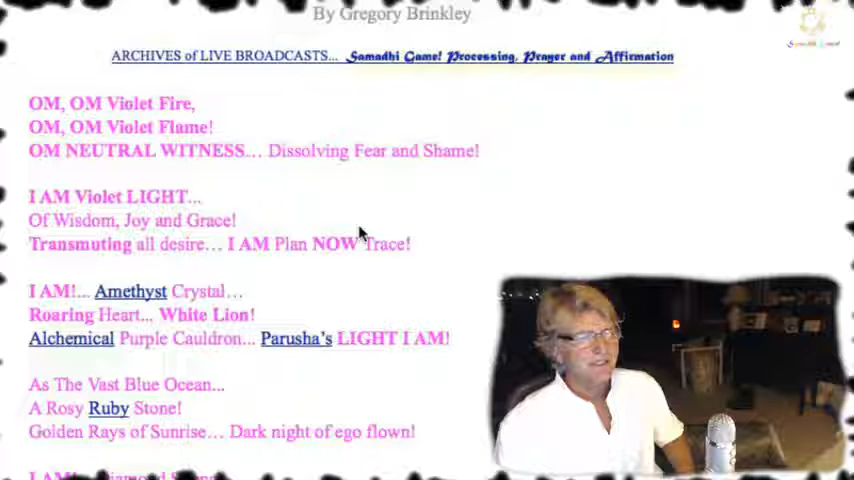 By Gregory Brinkley
ARCHIVES of LIVE BROADCASTS... Samadhi Game! Processing, Prayer and Affirmation
OM, OM Violet Fire,
OM, OM Violet Flame!
OM NEUTRAL WITNESS... Dissolving Fear and Shame!
I AM Violet LIGHT...
Of Wisdom, Joy and Grace!
Transmuting all desire... I AM Plan NOW Trace!
I AM!... Amethyst Crystal...
Roaring Heart... White Lion!
Alchemical Purple Cauldron... Parusha's LIGHT I AM!
As The Vast Blue Ocean...
A Rosy Ruby Stone!
Golden Rays of Sunrise... Dark night of ego flown!